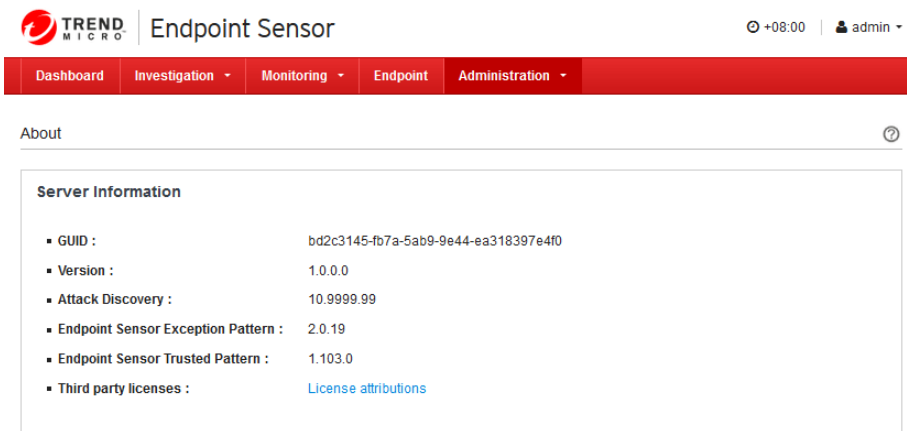 TREND MICRO Endpoint Sensor +08:00 admin
Dashboard Investigation Monitoring Endpoint Administration
About
Server Information
GUID : bd2c3145-fb7a-5ab9-9e44-ea318397e4f0
Version : 1.0.0.0
Attack Discovery : 10.9999.99
Endpoint Sensor Exception Pattern : 2.0.19
Endpoint Sensor Trusted Pattern : 1.103.0
Third party licenses : License attributions